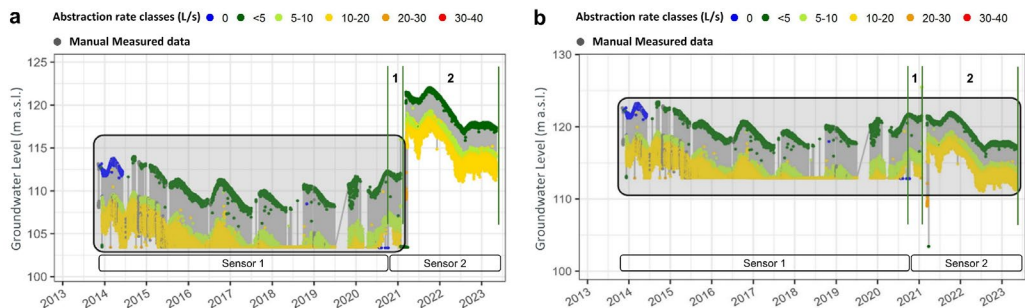 a
Abstraction rate classes (L/s) 0 <5 5-10 10-20 20-30 30-40
Manual Measured data
Groundwater Level (m a.s.l.)
125
120
115
110
105
100
1 2
Sensor 1 Sensor 2
2013 2014 2015 2016 2017 2018 2019 2020 2021 2022 2023
b
Abstraction rate classes (L/s) 0 <5 5-10 10-20 20-30 30-40
Manual Measured data
Groundwater Level (m a.s.l.)
130
120
110
100
1 2
Sensor 1 Sensor 2
2013 2014 2015 2016 2017 2018 2019 2020 2021 2022 2023